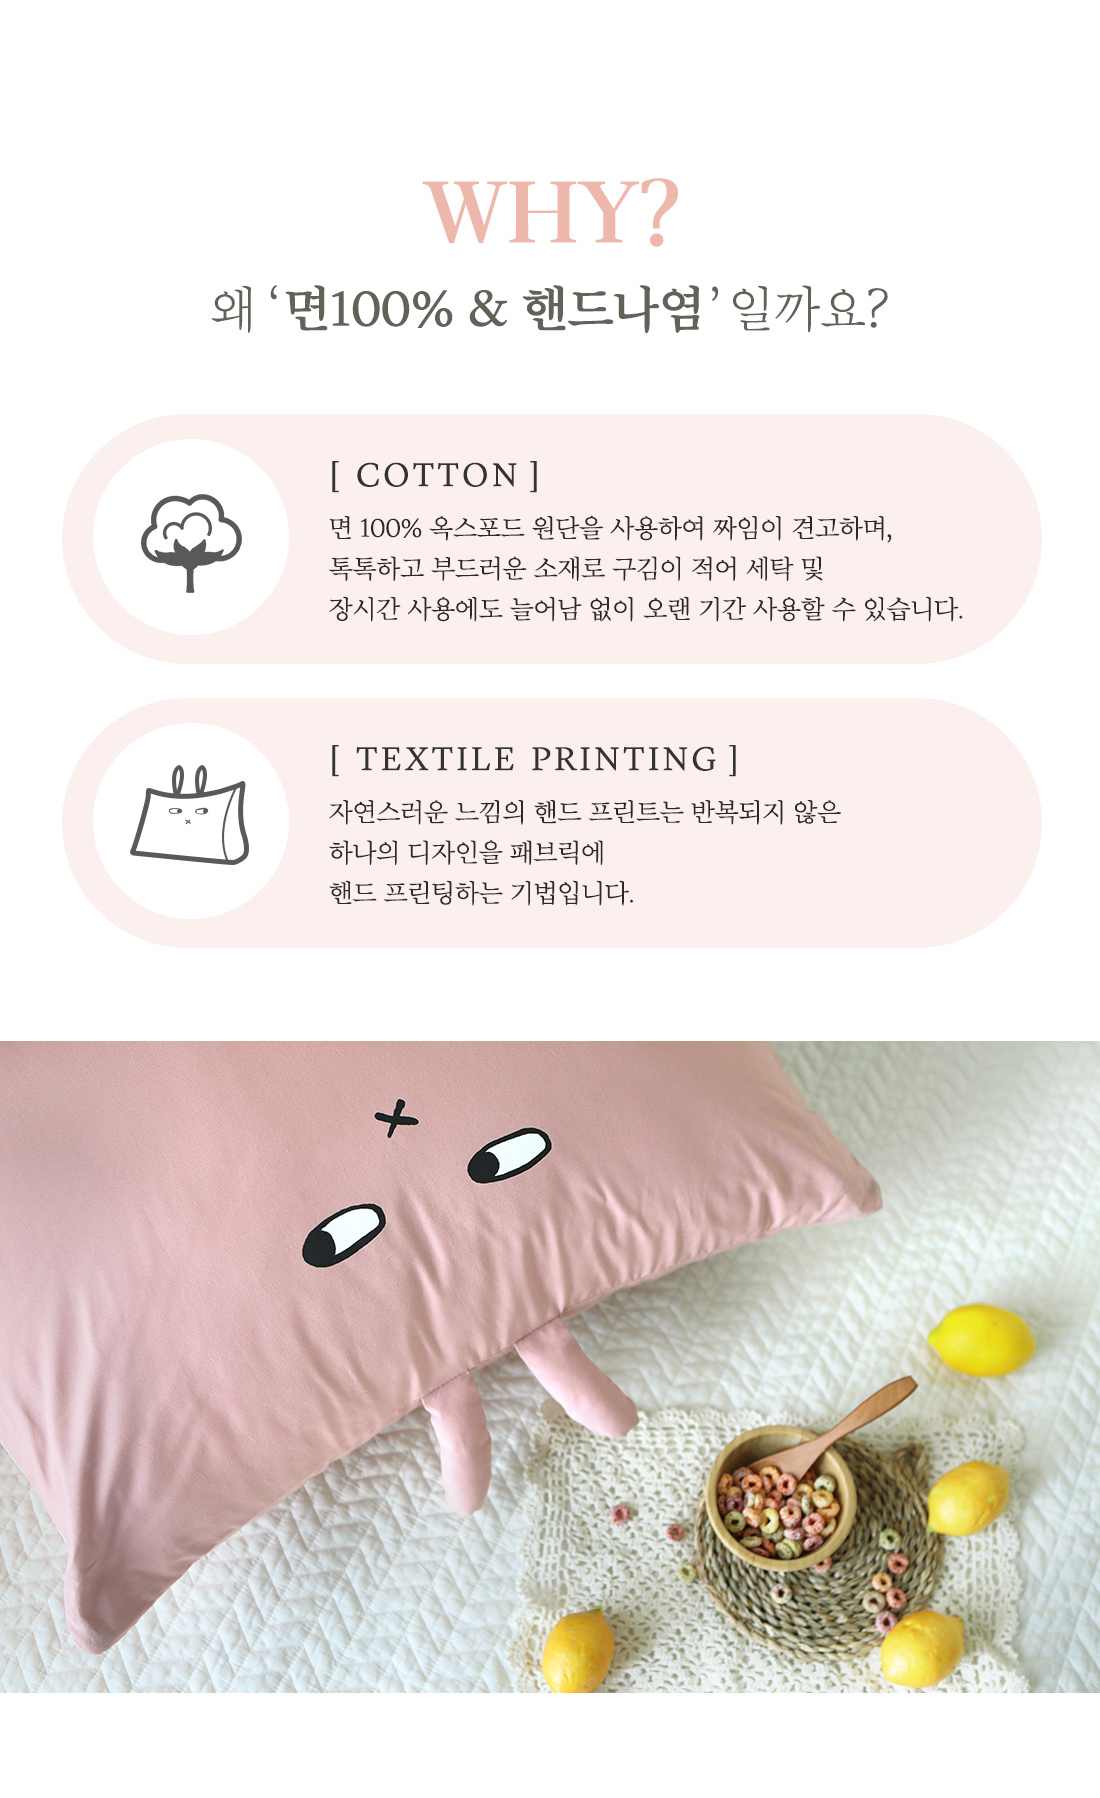 WHY?
왜 ‘면100% & 핸드나염’ 일까요?
[ COTTON ]
면 100% 옥스포드 원단을 사용하여 짜임이 견고하며,
톡톡하고 부드러운 소재로 구김이 적어 세탁 및
장시간 사용에도 늘어남 없이 오랜 기간 사용할 수 있습니다.
[ TEXTILE PRINTING ]
자연스러운 느낌의 핸드 프린트는 반복되지 않은
하나의 디자인을 패브릭에
핸드 프린팅하는 기법입니다.